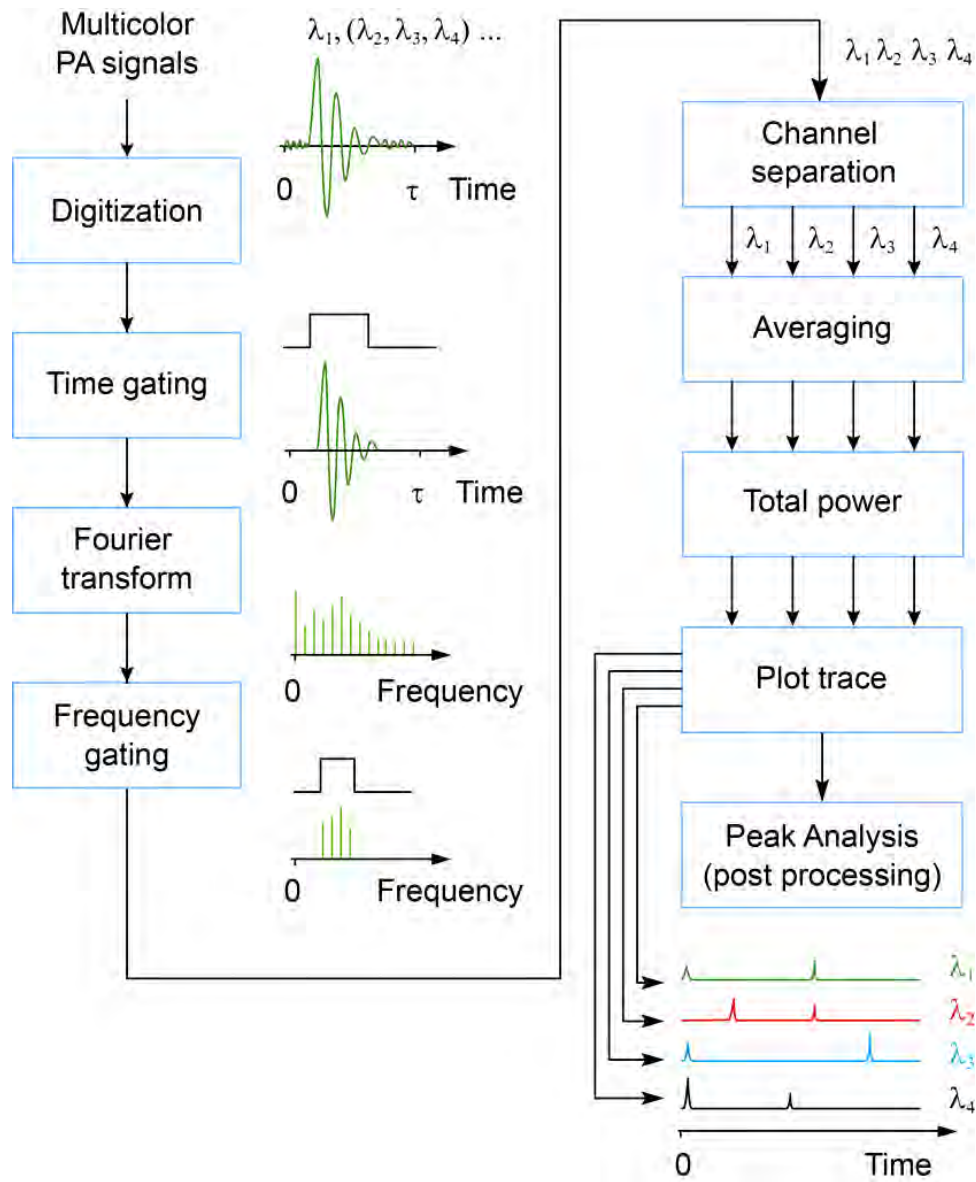 Multicolor
PA signals
λ₁, (λ₂, λ₃, λ₄) ...
0 τ Time
Digitization
Time gating
0 τ Time
Fourier
transform
0 Frequency
Frequency
gating
0 Frequency
λ₁ λ₂ λ₃ λ₄
Channel
separation
λ₁ λ₂ λ₃ λ₄
Averaging
Total power
Plot trace
Peak Analysis
(post processing)
λ₁
λ₂
λ₃
λ₄
0 Time